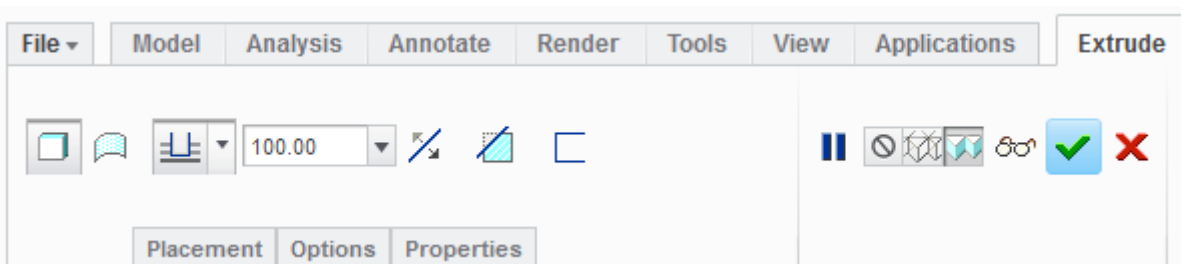 File Model Analysis Annotate Render Tools View Applications Extrude
100.00
Placement Options Properties